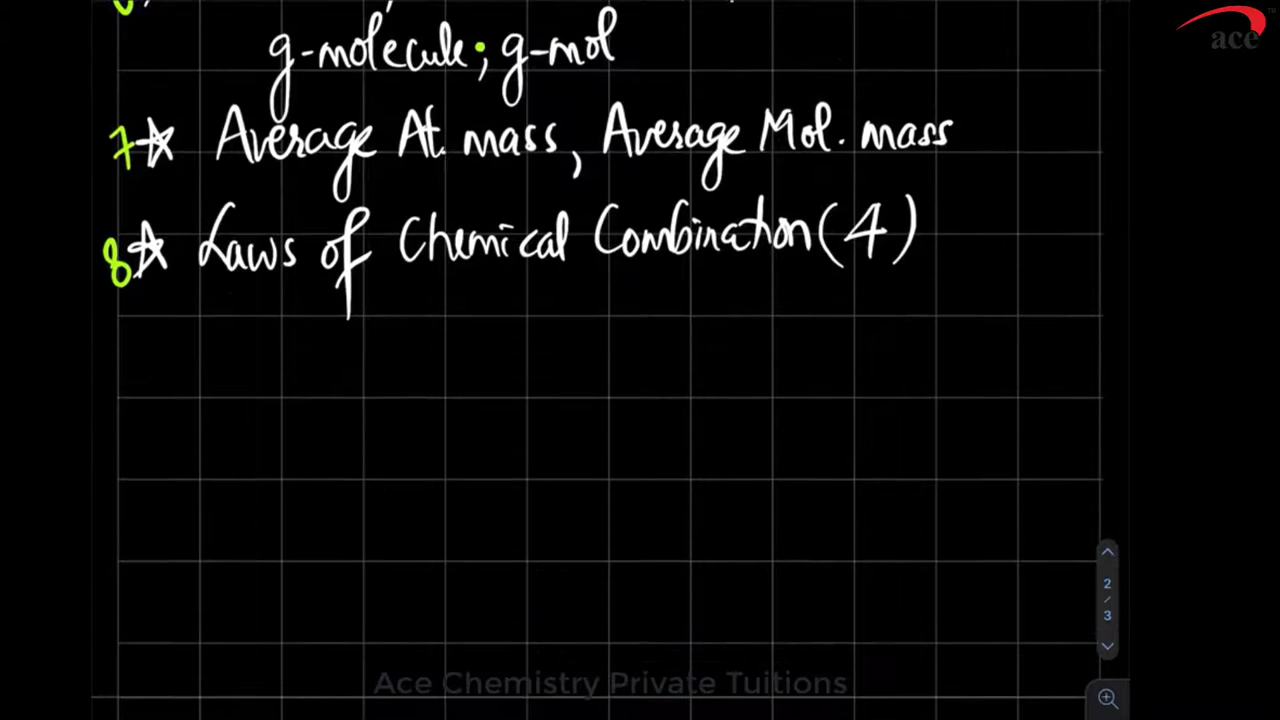 ace
g-molecule; g-mol
7☆ Average At. mass, Average Mol. mass
8☆ Laws of Chemical Combination (4)
2
/
3
Ace Chemistry Private Tuitions